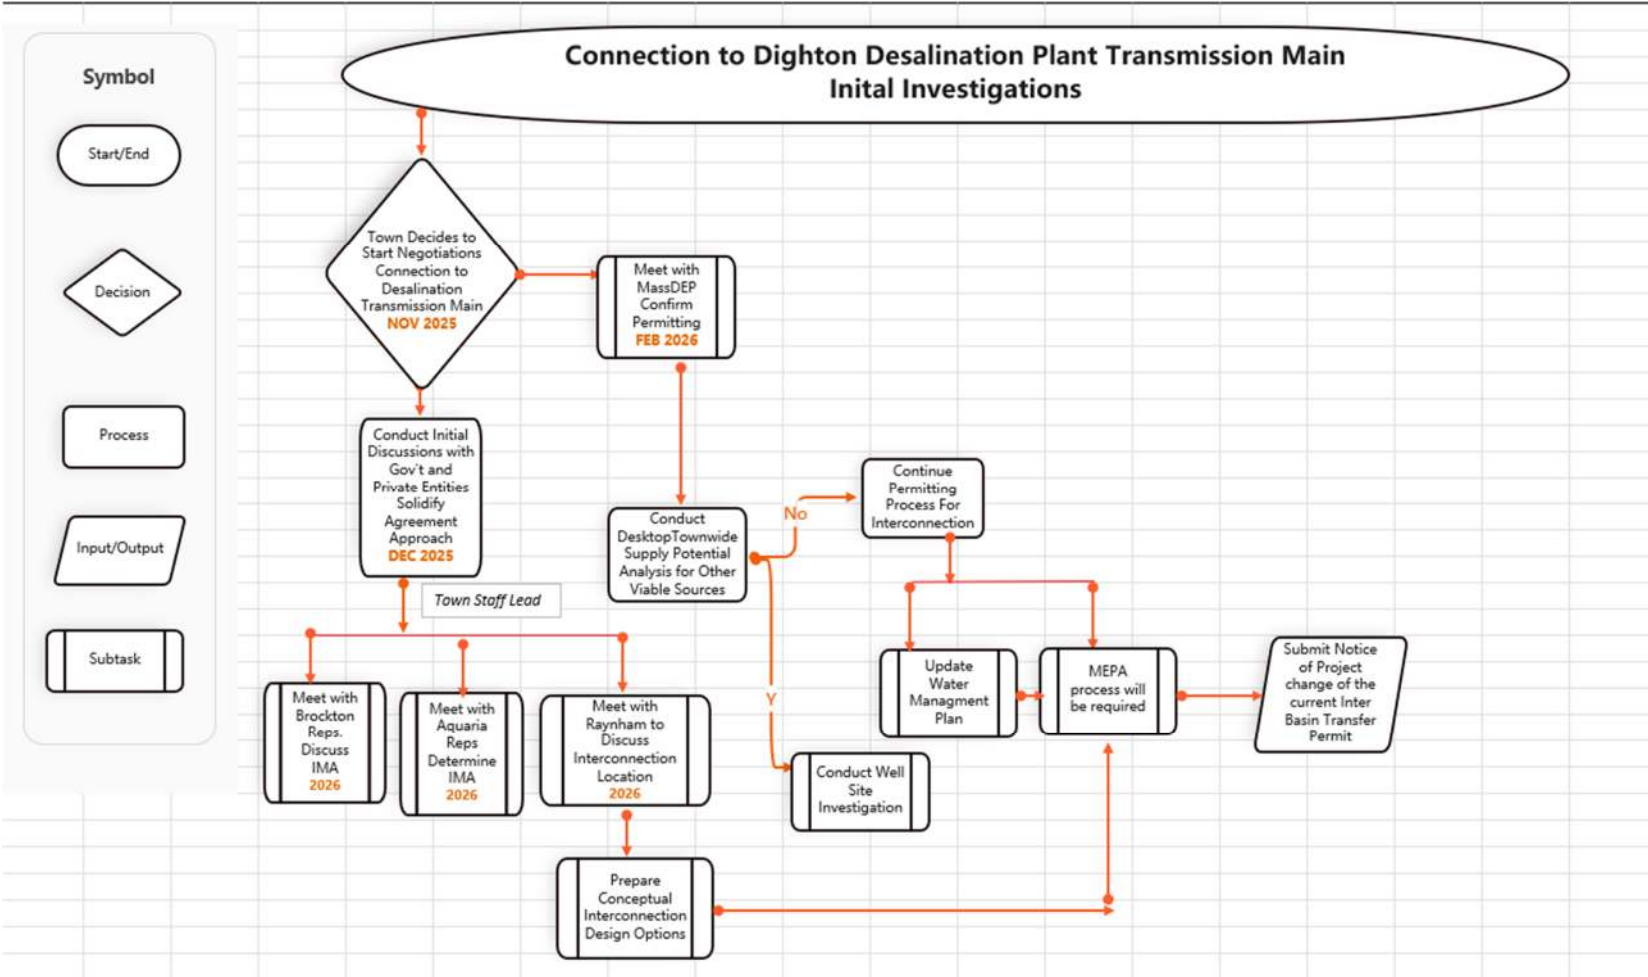 Connection to Dighton Desalination Plant Transmission Main
Inital Investigations
Symbol
Start/End
Decision
Process
Input/Output
Subtask
Town Decides to
Start Negotiations
Connection to
Desalination
Transmission Main
NOV 2025
Meet with
MassDEP
Confirm
Permitting
FEB 2026
Conduct Initial
Discussions with
Gov't and
Private Entities
Solidify
Agreement
Approach
DEC 2025
Town Staff Lead
Conduct
DesktopTownwide
Supply Potential
Analysis for Other
Viable Sources
No
Y
Continue
Permitting
Process For
Interconnection
Meet with
Brockton
Reps.
Discuss
IMA
2026
Meet with
Aquaria
Reps
Determine
IMA
2026
Meet with
Raynham to
Discuss
Interconnection
Location
2026
Update
Water
Managment
Plan
MEPA
process will
be required
Submit Notice
of Project
change of the
current Inter
Basin Transfer
Permit
Conduct Well
Site
Investigation
Prepare
Conceptual
Interconnection
Design Options